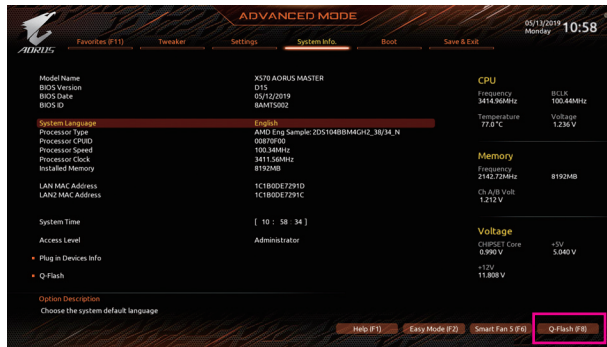 ADVANCED MODE
05/13/2019 Monday 10:58
AORUS
Favorites (F11) Tweaker Settings System Info. Boot Save & Exit
Model Name X570 AORUS MASTER
BIOS Version D15
BIOS Date 05/12/2019
BIOS ID 8AMTS002
System Language English
Processor Type AMD Eng Sample: 2DS104BBM4GH2_38/34_N
Processor CPUID 00870F00
Processor Speed 100.34MHz
Processor Clock 3411.56MHz
Installed Memory 8192MB
LAN MAC Address 1C1B0DE7291D
LAN2 MAC Address 1C1B0DE7291C
System Time [ 10 : 58 : 34 ]
Access Level Administrator
Plug in Devices Info
Q-Flash
Option Description
Choose the system default language
CPU
Frequency BCLK
3414.96MHz 100.44MHz
Temperature Voltage
77.0 °C 1.236 V
Memory
Frequency
2142.72MHz 8192MB
Ch A/B Volt
1.212 V
Voltage
CHIPSET Core +5V
0.990 V 5.040 V
+12V
11.808 V
Help (F1) Easy Mode (F2) Smart Fan 5 (F6) Q-Flash (F8)